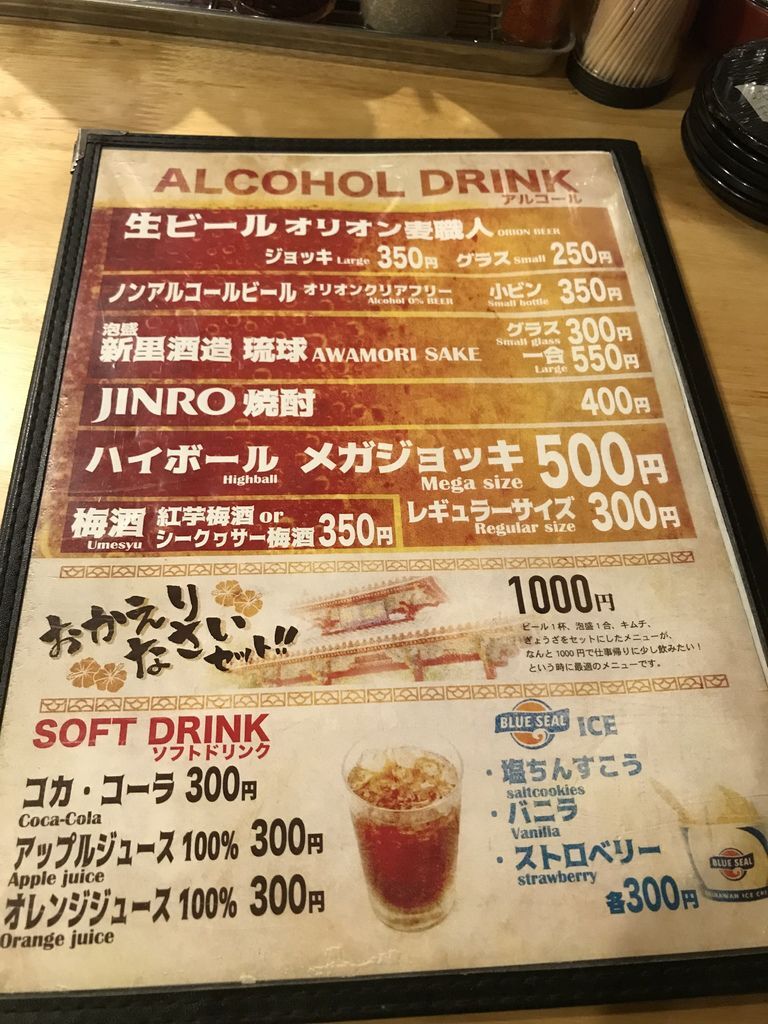 ALCOHOL DRINK
アルコール
生ビール オリオン麦職人 ORION BEER
ジョッキ Large 350円 グラス Small 250円
ノンアルコールビール オリオンクリアフリー 小ビン 350円
Alcohol 0% BEER Small bottle
泡盛 グラス 300円
Small glass
新里酒造 琉球 AWAMORI SAKE 一合 550円
Large
JINRO 焼酎 400円
ハイボール メガジョッキ 500円
Highball Mega size
梅酒 紅芋梅酒 or
Umesyu シークヮサー梅酒 350円
レギュラーサイズ 300円
Regular size
おかえり
なさい
セット!!
1000円
ビール1杯、泡盛1合、キムチ、
ぎょうざをセットにしたメニューが、
なんと1000円で仕事帰りに少し飲みたい!
という時に最適のメニューです。
SOFT DRINK
ソフトドリンク
コカ・コーラ 300円
Coca-Cola
アップルジュース 100% 300円
Apple juice
オレンジジュース 100% 300円
Orange juice
BLUE SEAL ICE
・塩ちんすこう
saltcookies
・バニラ
Vanilla
・ストロベリー
strawberry
各300円
BLUE SEAL